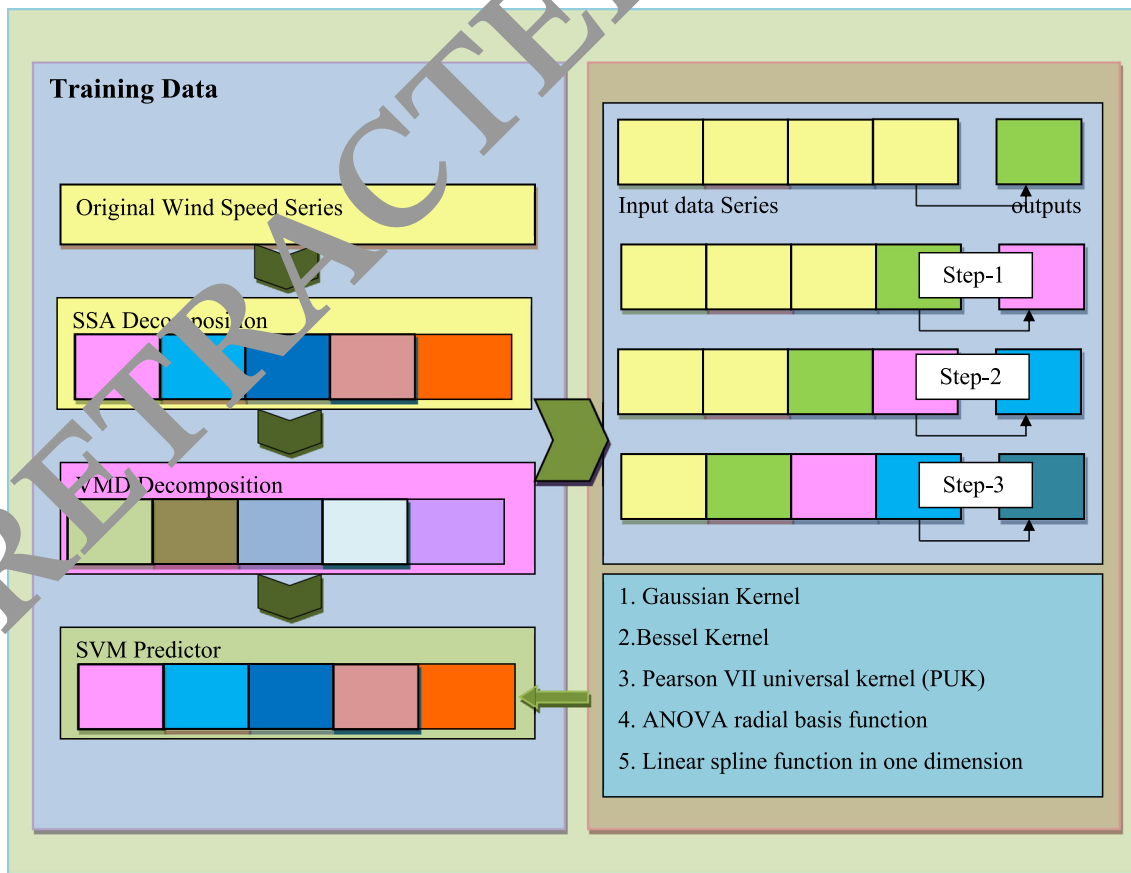 RETRACTE
Training Data
Original Wind Speed Series
SSA Decomposition
VMD Decomposition
SVM Predictor
Input data Series
outputs
Step-1
Step-2
Step-3
1. Gaussian Kernel
2.Bessel Kernel
3. Pearson VII universal kernel (PUK)
4. ANOVA radial basis function
5. Linear spline function in one dimension